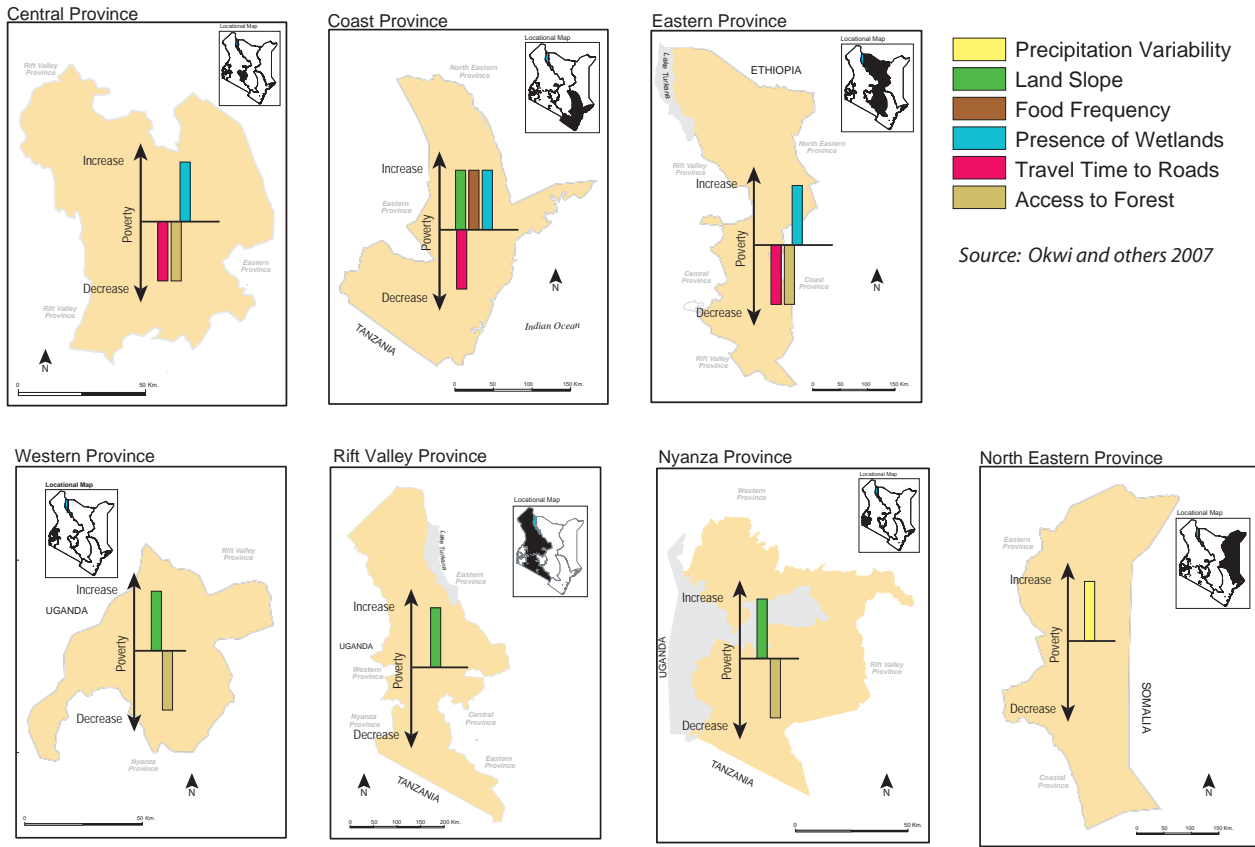 Central Province
Locational Map
Rift Valley
Province
Increase
Poverty
Decrease
Eastern
Province
Rift Valley
Province
N
0 50 Km.
Coast Province
Locational Map
North Eastern
Province
Increase
Eastern
Province
Poverty
Decrease
N
Indian Ocean
TANZANIA
0 50 100 150 Km.
Eastern Province
Locational Map
Lake Turkana
ETHIOPIA
North Eastern
Province
Rift Valley
Province
Increase
Poverty
Central
Province
Coast
Province
Decrease
N
Rift Valley
Province
0 50 100 150 Km.
Precipitation Variability
Land Slope
Food Frequency
Presence of Wetlands
Travel Time to Roads
Access to Forest
Source: Okwi and others 2007
Western Province
Locational Map
Rift Valley
Province
Increase
UGANDA
Poverty
Decrease
Nyanza
Province
N
0 50 Km.
Rift Valley Province
Locational Map
Lake Turkana
Eastern
Province
Increase
UGANDA
Western
Province
Poverty
Nyanza
Province
Central
Province
Decrease
Eastern
Province
TANZANIA
N
0 50 100 150 200 Km.
Nyanza Province
Locational Map
Western
Province
Increase
UGANDA
Poverty
Rift Valley
Province
Decrease
TANZANIA
N
0 50 Km.
North Eastern Province
Locational Map
Eastern
Province
Increase
Poverty
Decrease
SOMALIA
Coastal
Province
N
0 50 100 150 Km.